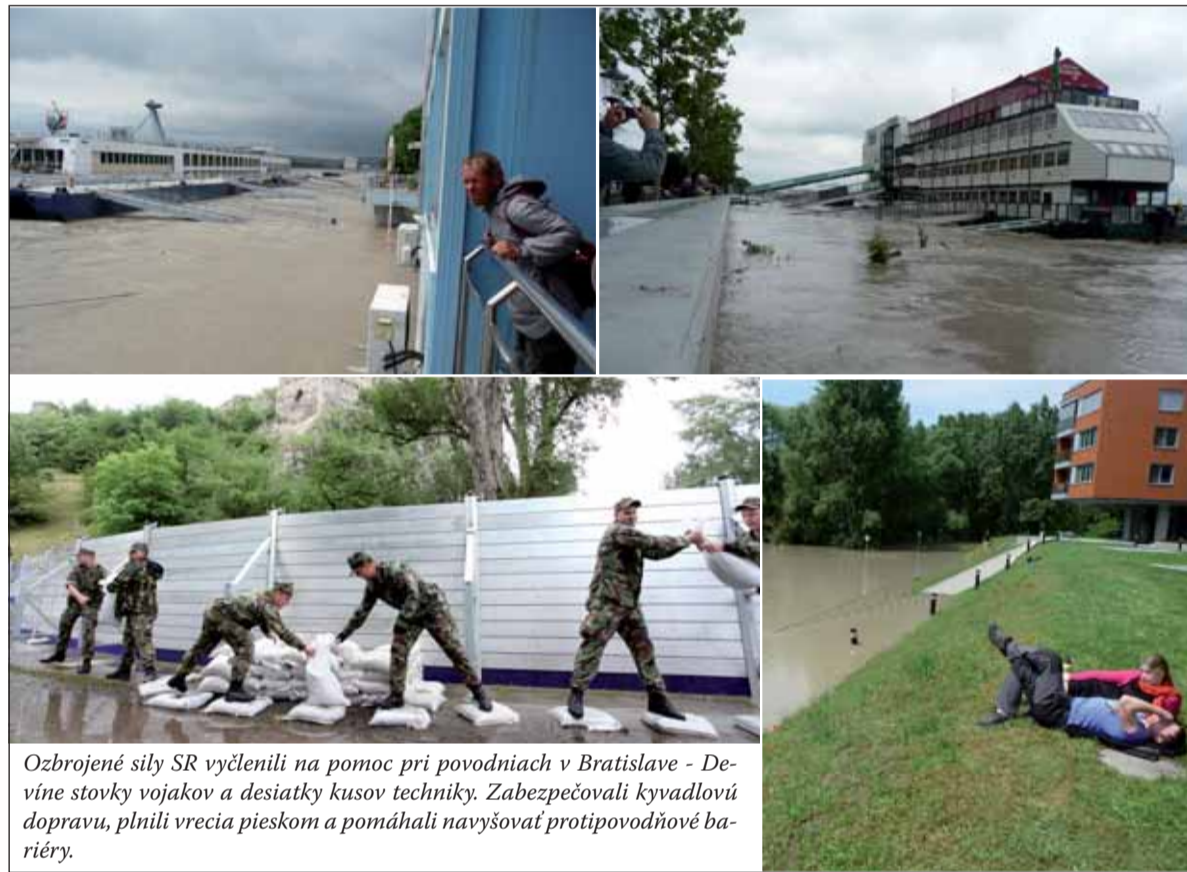 Ozbrojené sily SR vyčlenili na pomoc pri povodniach v Bratislave - De-
víne stovky vojakov a desiatky kusov techniky. Zabezpečovali kyvadlovú
dopravu, plnili vrecia pieskom a pomáhali navyšovať protipovodňové ba-
riéry.